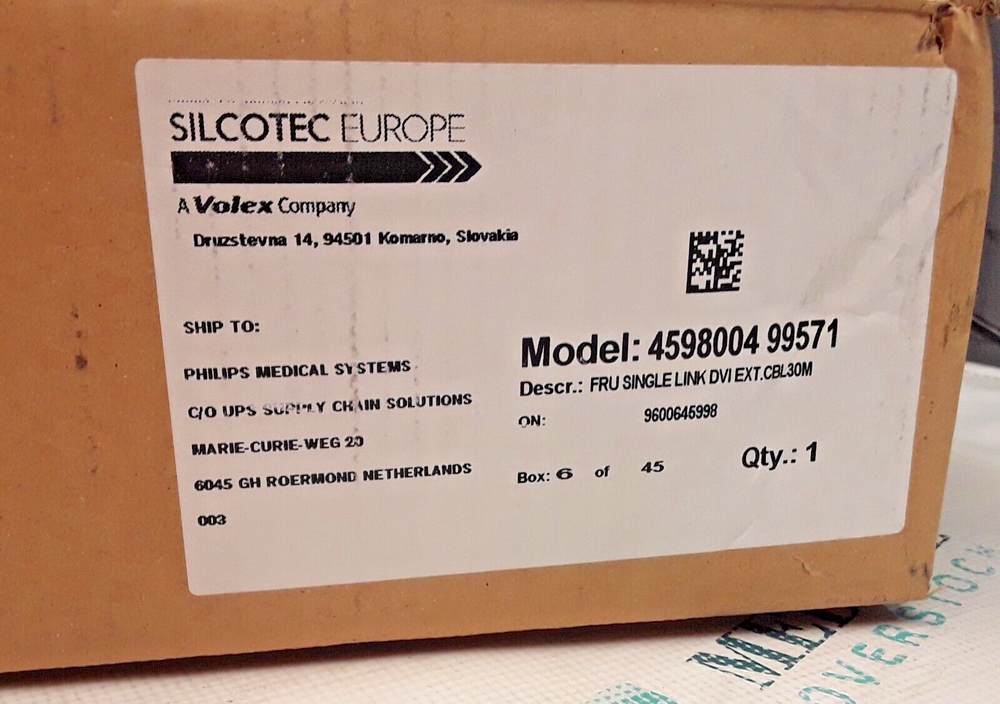 SILCOTEC EUROPE
A Volex Company
Druzstevna 14, 94501 Komarno, Slovakia
SHIP TO:
PHILIPS MEDICAL SYSTEMS
C/O UPS SUPPLY CHAIN SOLUTIONS
MARIE-CURIE-WEG 20
6045 GH ROERMOND NETHERLANDS
003
Model: 4598004 99571
Descr.: FRU SINGLE LINK DVI EXT.CBL30M
ON: 9600645998
Box: 6 of 45
Qty.: 1
OVERSTOCK